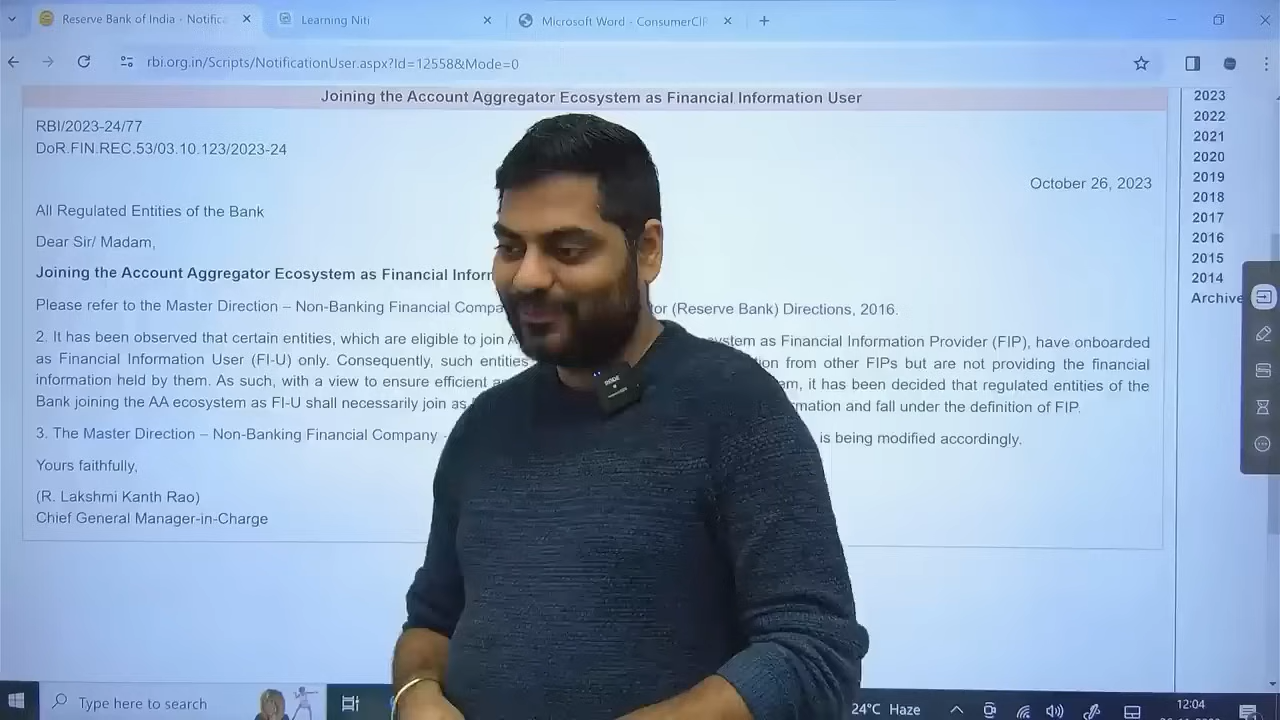 Reserve Bank of India - Notifica
Learning Niti
Microsoft Word - ConsumerCIF
rbi.org.in/Scripts/NotificationUser.aspx?Id=12558&Mode=0
Joining the Account Aggregator Ecosystem as Financial Information User
RBI/2023-24/77
DoR.FIN.REC.53/03.10.123/2023-24
October 26, 2023
All Regulated Entities of the Bank
Dear Sir/ Madam,
Joining the Account Aggregator Ecosystem as Financial Inform
Please refer to the Master Direction – Non-Banking Financial Compa tor (Reserve Bank) Directions, 2016.
2. It has been observed that certain entities, which are eligible to join A system as Financial Information Provider (FIP), have onboarded
as Financial Information User (FI-U) only. Consequently, such entities ion from other FIPs but are not providing the financial
information held by them. As such, with a view to ensure efficient a em, it has been decided that regulated entities of the
Bank joining the AA ecosystem as FI-U shall necessarily join as rmation and fall under the definition of FIP.
3. The Master Direction – Non-Banking Financial Company - is being modified accordingly.
Yours faithfully,
(R. Lakshmi Kanth Rao)
Chief General Manager-in-Charge
2023
2022
2021
2020
2019
2018
2017
2016
2015
2014
Archive
RODE
Type here to search
24°C Haze
12:04